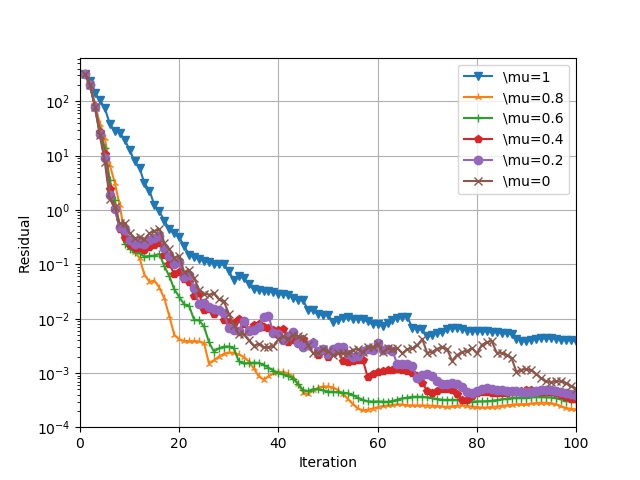 \mu=1
\mu=0.8
\mu=0.6
\mu=0.4
\mu=0.2
\mu=0
10²
10¹
10⁰
10⁻¹
10⁻²
10⁻³
10⁻⁴
Residual
0 20 40 60 80 100
Iteration